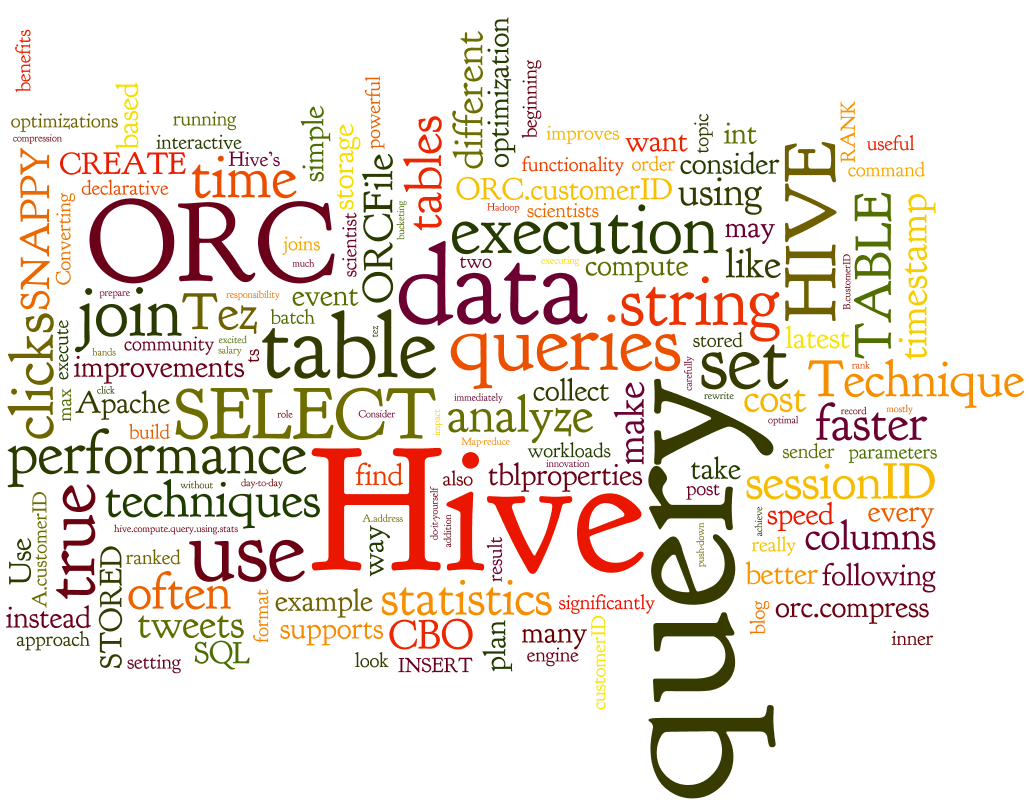 benefits
optimizations
compression
based
running
interactive
simple
storage
powerful
different
optimization
beginning
improves
want
topic
int
RANK
useful
command
CREATE
time
Hive's
declarative
functionality
order
consider
SNAPPY
Converting
ORC
joins
much
scientist
ORCFile
bucketing
tables
ORC.customerID
Hadoop
scientists
using
execution
may
HIVE
TABLE
timestamp
data
two
executing
compute
like
B.customerID
prepare
responsibility
event
batch
join
Tez
tez
string
clicks
execute
hands
community
excited
salary
ts
table
queries
stored
set
latest
improvements
carefully
rewrite
Technique
rank
max
click
Apache
SELECT
role
Consider
impact
immediately
collect
analyze
make
cost
record
mostly
optimal
faster
build
Map-reduce
workloads
innovation
sender
parameters
performance
Hive
find
also
tblproperties
query
take
post
sessionID
without
day-to-day
techniques
do-it-yourself
addition
achieve
speed
every
true
A.customerID
Use
hive.compute.query.using.stats
A.address
way
result
push-down
really
columns
STORED
ranked
use
better
following
often
format
example
statistics
significantly
blog
orc.compress
instead
approach
tweets
supports
CBO
plan
many
customerID
inner
setting
SQL
look
INSERT
engine